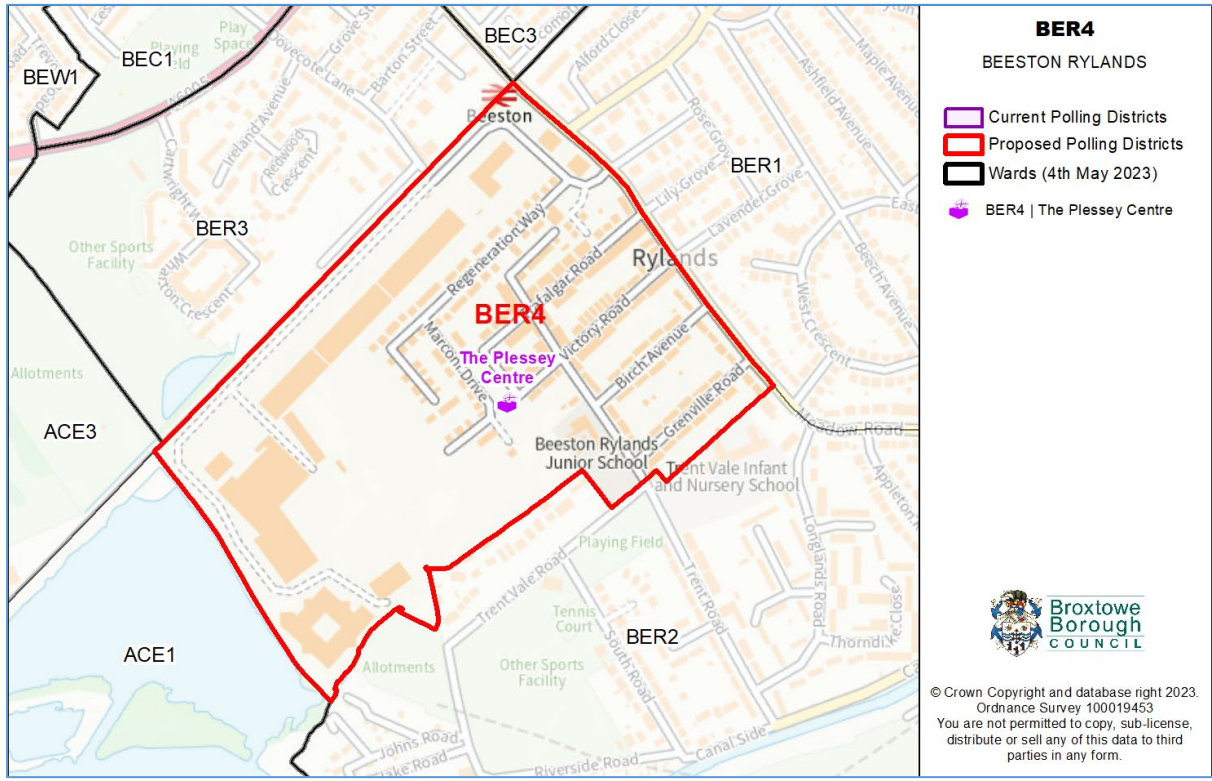 BER4
BEESTON RYLANDS
Current Polling Districts
Proposed Polling Districts
Wards (4th May 2023)
BER4 | The Plessey Centre
Broxtowe
Borough
COUNCIL
© Crown Copyright and database right 2023.
Ordnance Survey 100019453
You are not permitted to copy, sub-license,
distribute or sell any of this data to third
parties in any form.
BEC3
BEC1
BEW1
Play
Space
Playing
Dovecote Lane
Grove Street
Barton Street
Alford Close
Ashfield Avenue
Maple Avenue
A6005
Ireland Avenue
Redwood
Crescent
Cartwright
Beeston
Rose Grove
BER1
Lily Grove
Lavender Grove
East
Beech Avenue
BER3
Other Sports
Facility
Wharton Crescent
Regeneration Way
Rylands
Trafalgar Road
BER4
Victory Road
West Crescent
Marconi Drive
The Plessey
Centre
Birch Avenue
Allotments
Grenville Road
ACE3
Meadow Road
Beeston Rylands
Junior School
Trent Vale Infant
and Nursery School
Playing Field
Trent Vale Road
Trent Road
Longlands Road
Tennis
Court
BER2
Thorndike Close
ACE1
Allotments
Other Sports
Facility
South Road
Johns Road
lake Road
Canal Side
Riverside Road